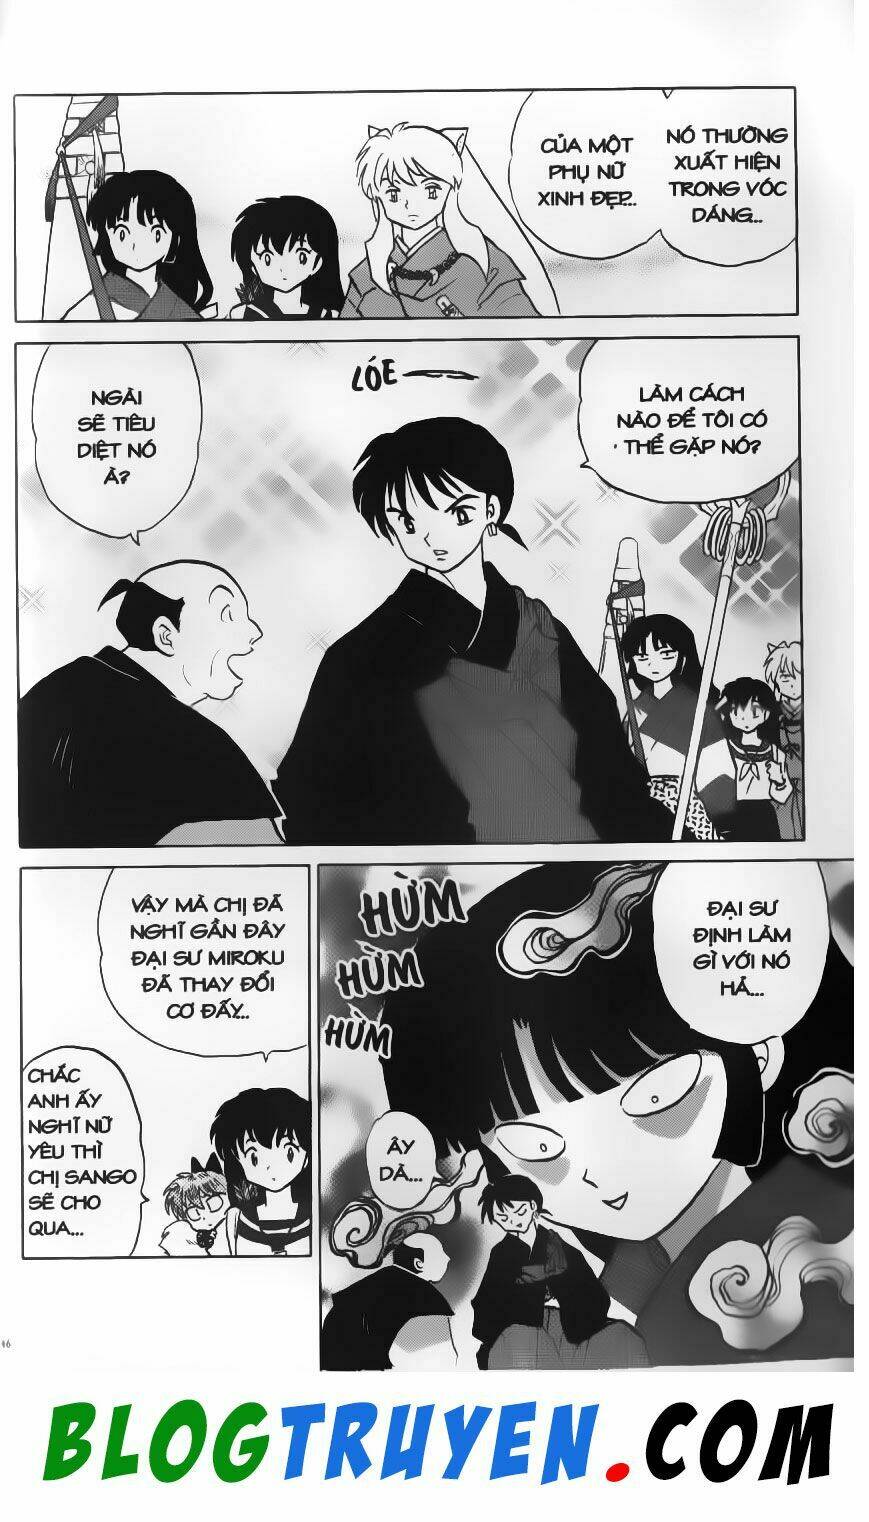 NÓ THƯỜNG
XUẤT HIỆN
TRONG VÓC
DÁNG...
CỦA MỘT
PHỤ NỮ
XINH ĐẸP...
LÀM CÁCH
NÀO ĐỂ TÔI CÓ
THỂ GẶP NÓ?
LÓE
NGÀI
SẼ TIÊU
DIỆT NÓ
À?
ĐẠI SƯ
ĐỊNH LÀM
GÌ VỚI NÓ
HẢ...
HỪM
HỪM
HỪM
ÂY
DÀ...
VẬY MÀ CHỊ ĐÃ
NGHĨ GẦN ĐÂY
ĐẠI SƯ MIROKU
ĐÃ THAY ĐỔI
CƠ ĐẤY...
CHẮC
ANH ẤY
NGHĨ NỮ
YÊU THÌ
CHỊ SANGO
SẼ CHO
QUA...
46
BLOGTRUYEN.COM